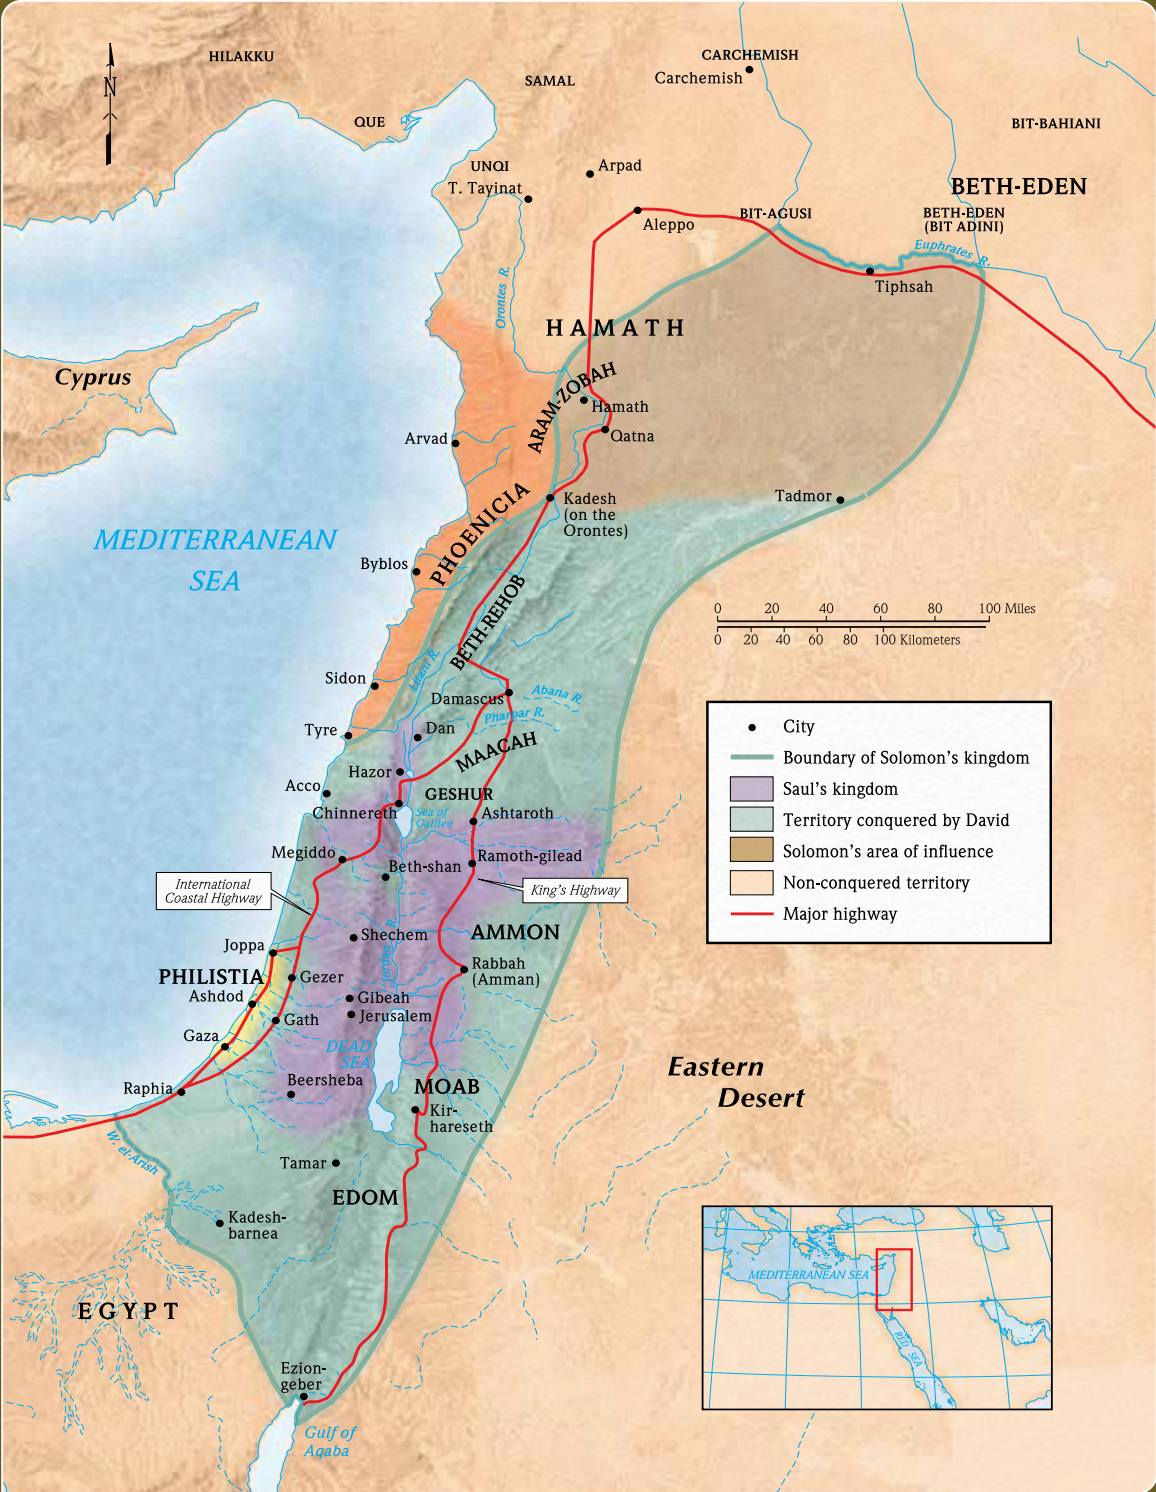 HILAKKU
SAMAL
CARCHEMISH
Carchemish
N
QUE
BIT-BAHIANI
UNQI
T. Tayinat
Arpad
BETH-EDEN
Aleppo
BIT-AGUSI
BETH-EDEN
(BIT ADINI)
Euphrates R.
Tiphsah
Orontes R.
HAMATH
Cyprus
ARAM-ZOBAH
Hamath
Qatna
Arvad
PHOENICIA
Kadesh
(on the
Orontes)
Tadmor
MEDITERRANEAN
SEA
Byblos
BETH-REHOB
0 20 40 60 80 100 Miles
0 20 40 60 80 100 Kilometers
Litani R.
Sidon
Damascus
Abana R.
Pharpar R.
Tyre
Dan
MAACAH
Hazor
Acco
GESHUR
Chinnereth
Sea of
Galilee
Ashtaroth
Megiddo
Beth-shan
Ramoth-gilead
International
Coastal Highway
King's Highway
City
Boundary of Solomon's kingdom
Saul's kingdom
Territory conquered by David
Solomon's area of influence
Non-conquered territory
Major highway
Joppa
Shechem
Jordan R.
AMMON
PHILISTIA
Gezer
Rabbah
(Amman)
Ashdod
Gibeah
Gath
Jerusalem
Gaza
DEAD
SEA
Eastern
Desert
Raphia
Beersheba
MOAB
Kir-
hareseth
W. el-Arish
Tamar
EDOM
Kadesh-
barnea
EGYPT
MEDITERRANEAN SEA
RED SEA
Ezion-
geber
Gulf of
Aqaba